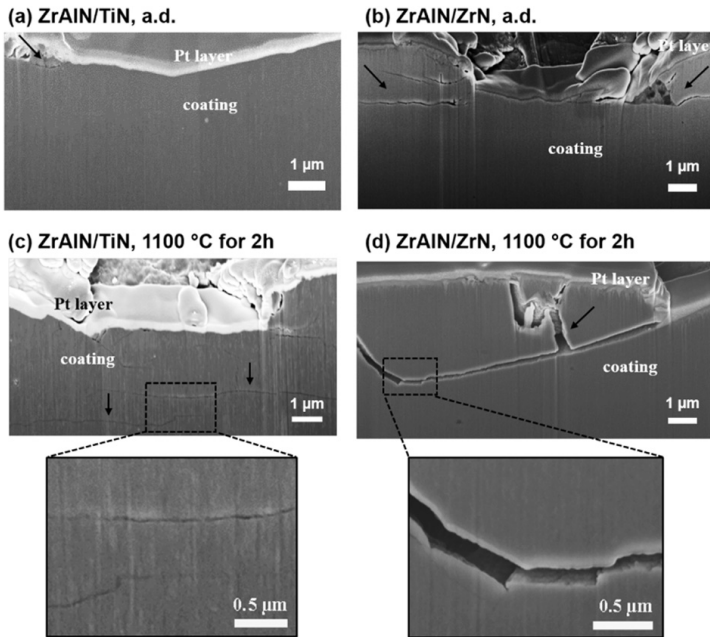 (a) ZrAlN/TiN, a.d.
Pt layer
coating
1 µm
(b) ZrAlN/ZrN, a.d.
Pt laye
coating
1 µm
(c) ZrAlN/TiN, 1100 °C for 2h
Pt layer
coating
1 µm
(d) ZrAlN/ZrN, 1100 °C for 2h
Pt layer
coating
1 µm
0.5 µm
0.5 µm